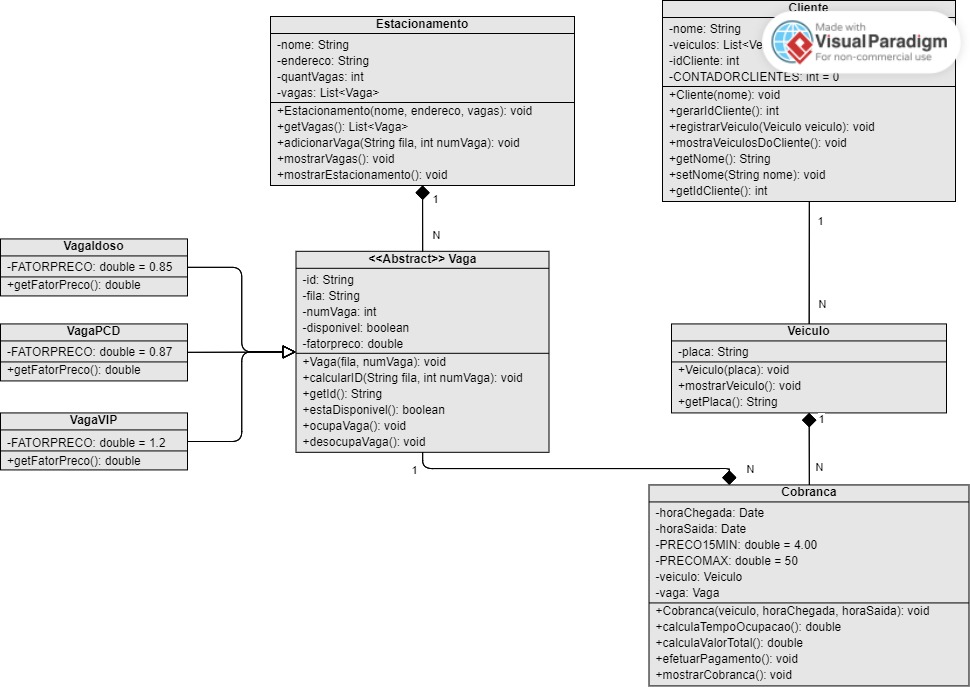 Estacionamento
-nome: String
-endereco: String
-quantVagas: int
-vagas: List<Vaga>
+Estacionamento(nome, endereco, vagas): void
+getVagas(): List<Vaga>
+adicionarVaga(String fila, int numVaga): void
+mostrarVagas(): void
+mostrarEstacionamento(): void
1
N
Cliente
-nome: String
-veiculos: List<Ve
-idCliente: int
-CONTADORCLIENTES: int = 0
+Cliente(nome): void
+gerarIdCliente(): int
+registrarVeiculo(Veiculo veiculo): void
+mostraVeiculosDoCliente(): void
+getNome(): String
+setNome(String nome): void
+getIdCliente(): int
Made with
VisualParadigm
For non-commercial use
1
N
VagaIdoso
-FATORPRECO: double = 0.85
+getFatorPreco(): double
VagaPCD
-FATORPRECO: double = 0.87
+getFatorPreco(): double
VagaVIP
-FATORPRECO: double = 1.2
+getFatorPreco(): double
<<Abstract>> Vaga
-id: String
-fila: String
-numVaga: int
-disponivel: boolean
-fatorpreco: double
+Vaga(fila, numVaga): void
+calcularID(String fila, int numVaga): void
+getId(): String
+estaDisponivel(): boolean
+ocupaVaga(): void
+desocupaVaga(): void
1
N
Veiculo
-placa: String
+Veiculo(placa): void
+mostrarVeiculo(): void
+getPlaca(): String
1
N
Cobranca
-horaChegada: Date
-horaSaida: Date
-PRECO15MIN: double = 4.00
-PRECOMAX: double = 50
-veiculo: Veiculo
-vaga: Vaga
+Cobranca(veiculo, horaChegada, horaSaida): void
+calculaTempoOcupacao(): double
+calculaValorTotal(): double
+efetuarPagamento(): void
+mostrarCobranca(): void